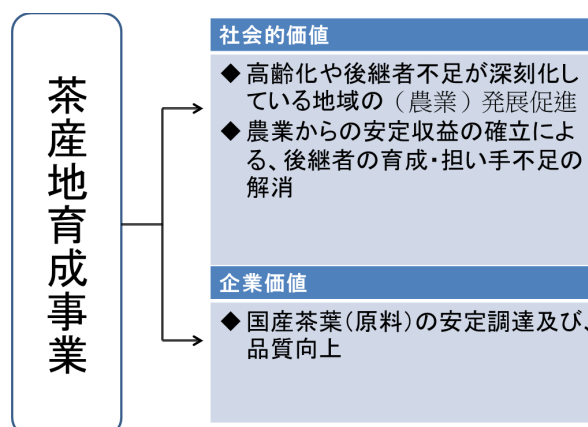 茶産地育成事業
社会的価値
◆ 高齢化や後継者不足が深刻化し
ている地域の（農業）発展促進
◆ 農業からの安定収益の確立によ
る、後継者の育成・担い手不足の
解消
企業価値
◆ 国産茶葉（原料）の安定調達及び、
品質向上